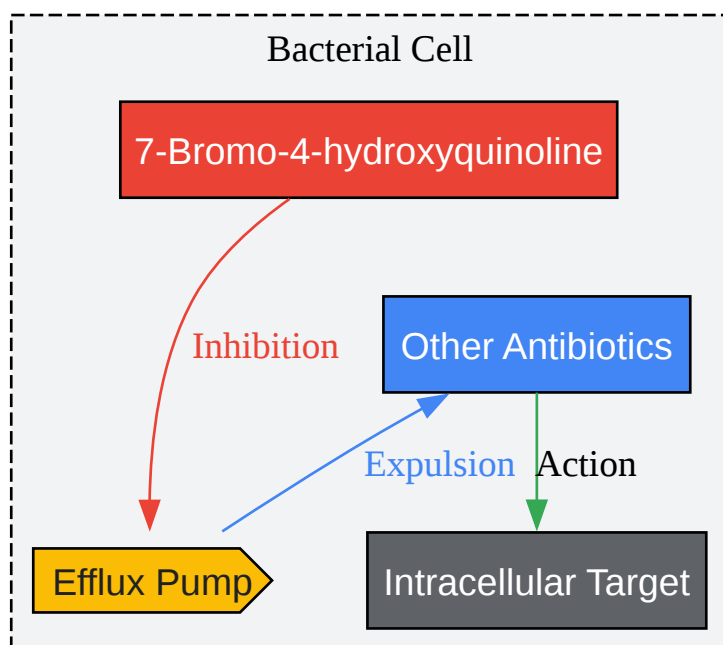 Bacterial Cell
7-Bromo-4-hydroxyquinoline
Inhibition
Other Antibiotics
Expulsion
Action
Efflux Pump
Intracellular Target